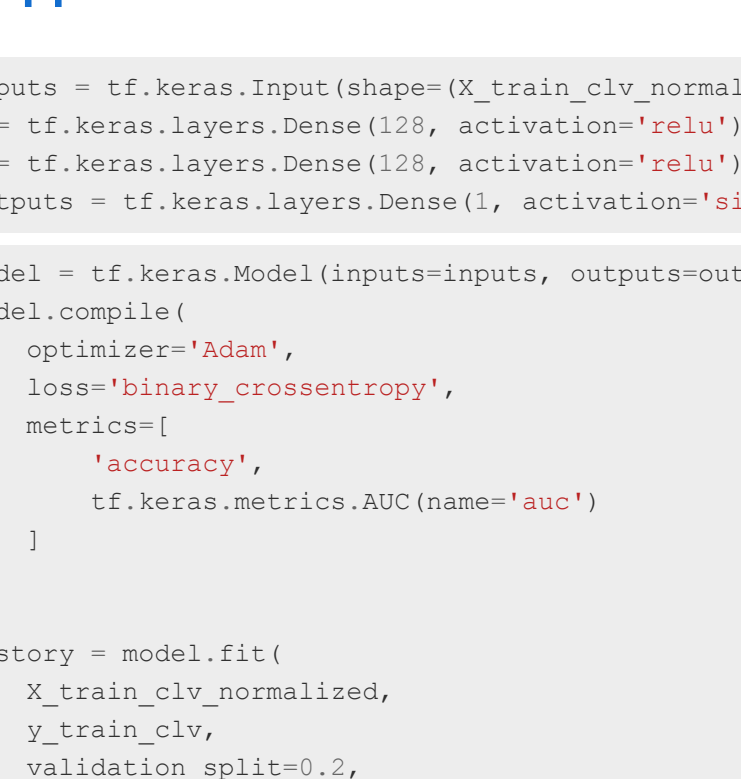 puts = tf.keras.Input(shape=(X_train_clv_normal
= tf.keras.layers.Dense(128, activation='relu')
= tf.keras.layers.Dense(128, activation='relu')
tputs = tf.keras.layers.Dense(1, activation='si
del = tf.keras.Model(inputs=inputs, outputs=out
del.compile(
optimizer='Adam',
loss='binary_crossentropy',
metrics=[
'accuracy',
tf.keras.metrics.AUC(name='auc')
]
story = model.fit(
X_train_clv_normalized,
y_train_clv,
validation_split=0.2,